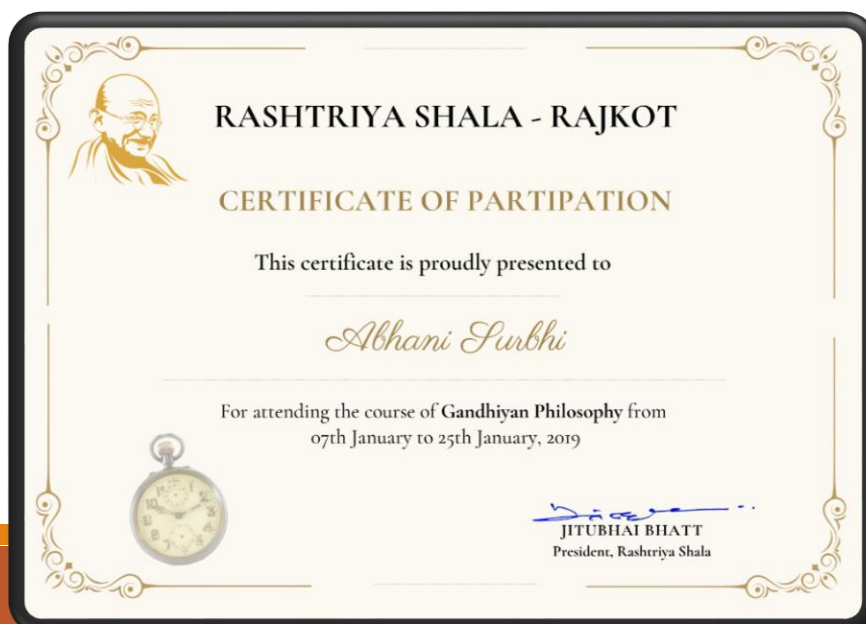 RASHTRIYA SHALA - RAJKOT
CERTIFICATE OF PARTIPATION
This certificate is proudly presented to
Abhani Surbhi
For attending the course of Gandhiyan Philosophy from
07th January to 25th January, 2019
JITUBHAI BHATT
President, Rashtriya Shala